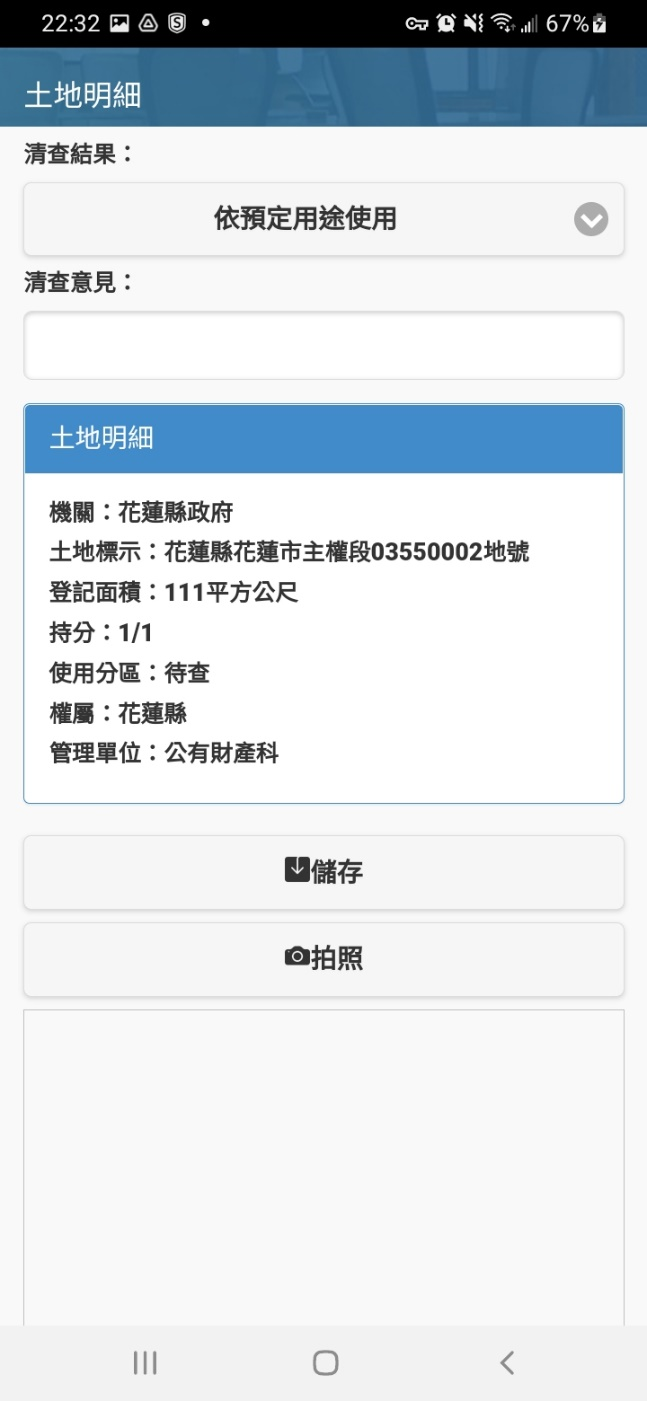 22:32
67%
土地明細
清查結果：
依預定用途使用
清查意見：
土地明細
機關：花蓮縣政府
土地標示：花蓮縣花蓮市主權段03550002地號
登記面積：111平方公尺
持分：1/1
使用分區：待查
權屬：花蓮縣
管理單位：公有財產科
儲存
拍照